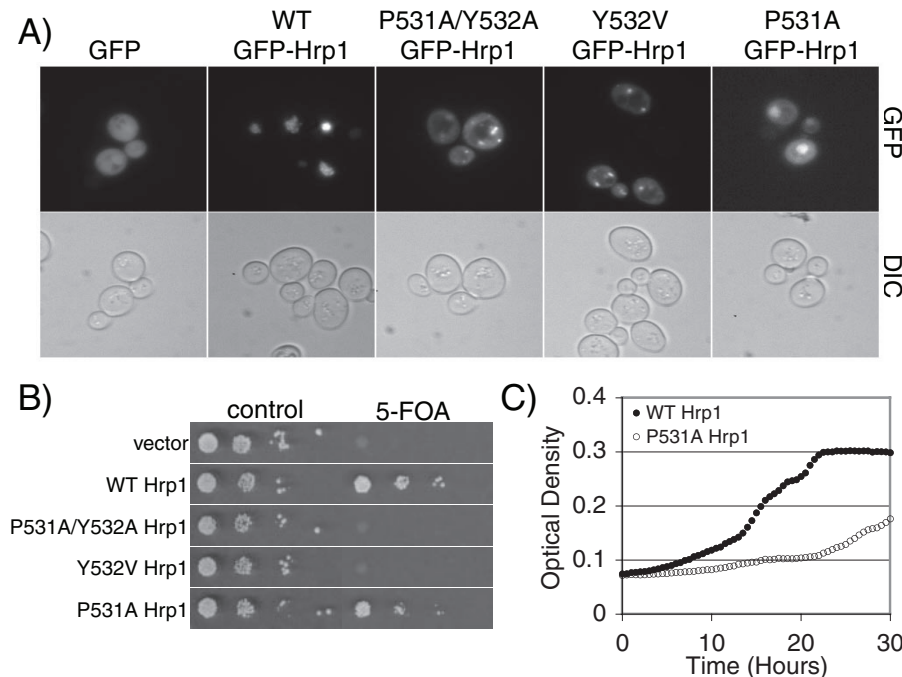 A)
GFP
WT
GFP-Hrp1
P531A/Y532A
GFP-Hrp1
Y532V
GFP-Hrp1
P531A
GFP-Hrp1
GFP
DIC
B)
control
5-FOA
vector
WT Hrp1
P531A/Y532A Hrp1
Y532V Hrp1
P531A Hrp1
C)
Optical Density
0.4
0.3
0.2
0.1
0
WT Hrp1
P531A Hrp1
0
10
20
30
Time (Hours)